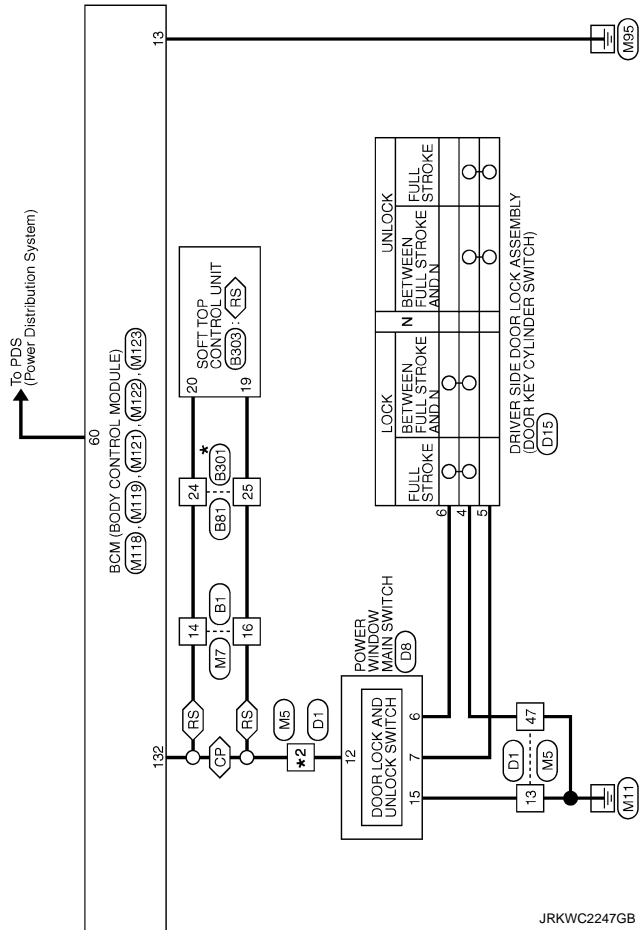 To PDS
(Power Distribution System)
60
BCM (BODY CONTROL MODULE)
M118 , M119 , M121 , M122 , M123
132
13
SOFT TOP
CONTROL UNIT
B303 : RS
20
19
*
24
B81
B301
25
14
M7
B1
16
RS
CP
RS
M5
*2
D1
POWER
WINDOW
MAIN SWITCH
D8
12
DOOR LOCK AND
UNLOCK SWITCH
15
7
6
D1
13
47
M5
M11
LOCK
N
UNLOCK
FULL
STROKE
BETWEEN
FULL STROKE
AND N
BETWEEN
FULL STROKE
AND N
FULL
STROKE
6
4
5
DRIVER SIDE DOOR LOCK ASSEMBLY
(DOOR KEY CYLINDER SWITCH)
D15
M95
JRKWC2247GB